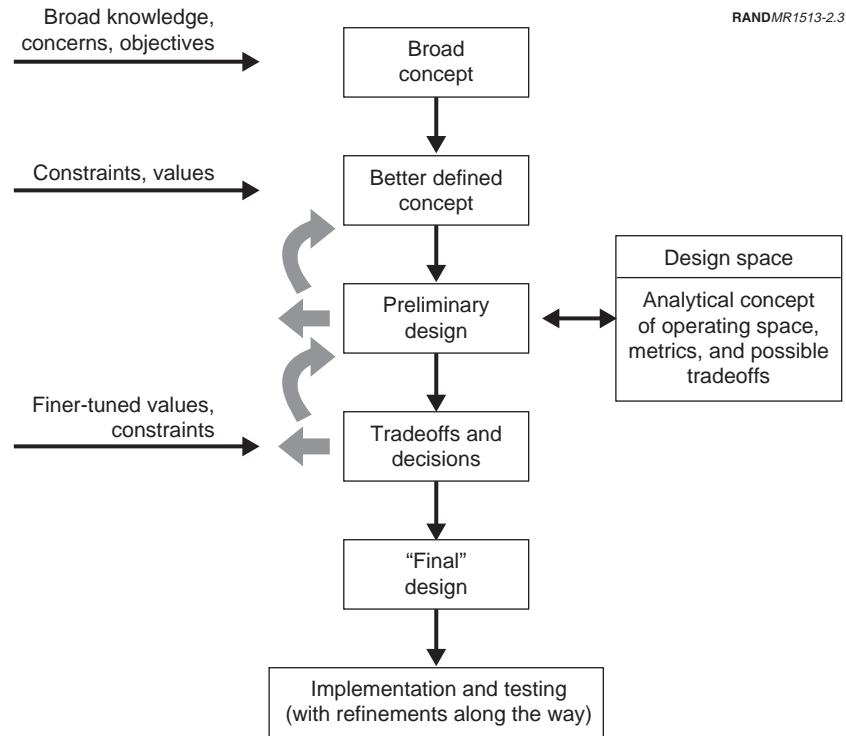 RANDMR1513-2.3
Broad knowledge,
concerns, objectives
Broad
concept
Constraints, values
Better defined
concept
Preliminary
design
Design space
Analytical concept
of operating space,
metrics, and possible
tradeoffs
Finer-tuned values,
constraints
Tradeoffs and
decisions
“Final”
design
Implementation and testing
(with refinements along the way)